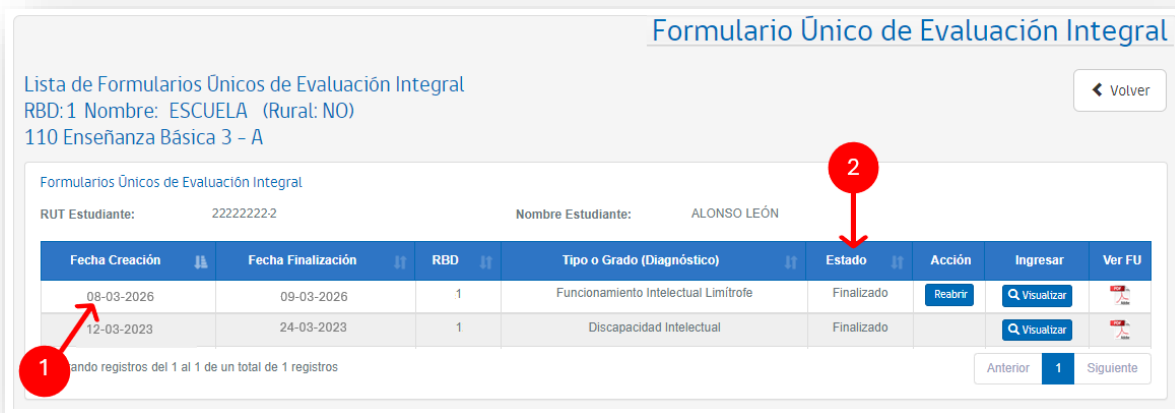 Formulario Único de Evaluación Integral
Lista de Formularios Únicos de Evaluación Integral
Volver
RBD: 1 Nombre: ESCUELA (Rural: NO)
110 Enseñanza Básica 3 - A
2
Formularios Únicos de Evaluación Integral
RUT Estudiante: 22222222-2 Nombre Estudiante: ALONSO LEÓN
Fecha Creación Fecha Finalización RBD Tipo o Grado (Diagnóstico) Estado Acción Ingresar Ver FU
08-03-2026 09-03-2026 1 Funcionamiento Intelectual Limítrofe Finalizado Reabrir Visualizar
12-03-2023 24-03-2023 1 Discapacidad Intelectual Finalizado Visualizar
1
ando registros del 1 al 1 de un total de 1 registros
Anterior 1 Siguiente